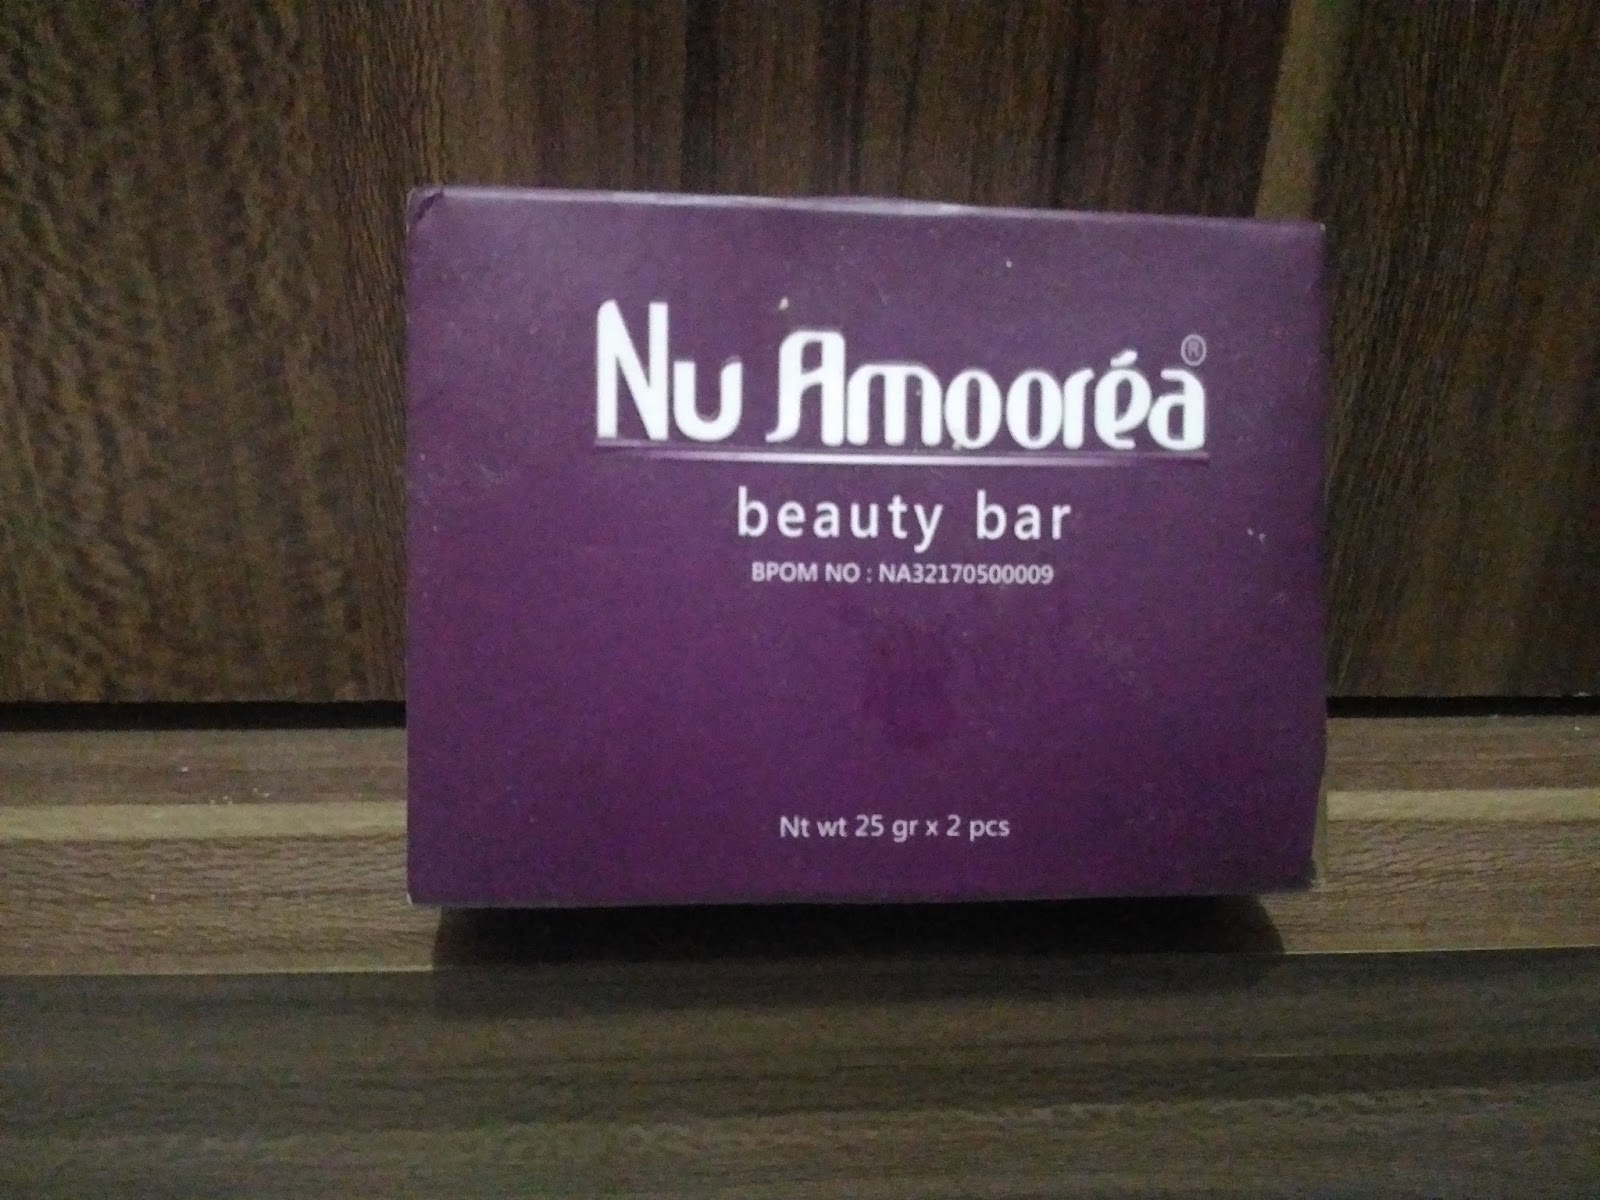 Nu Amooréa ®
beauty bar
BPOM NO : NA32170500009
Nt wt 25 gr x 2 pcs